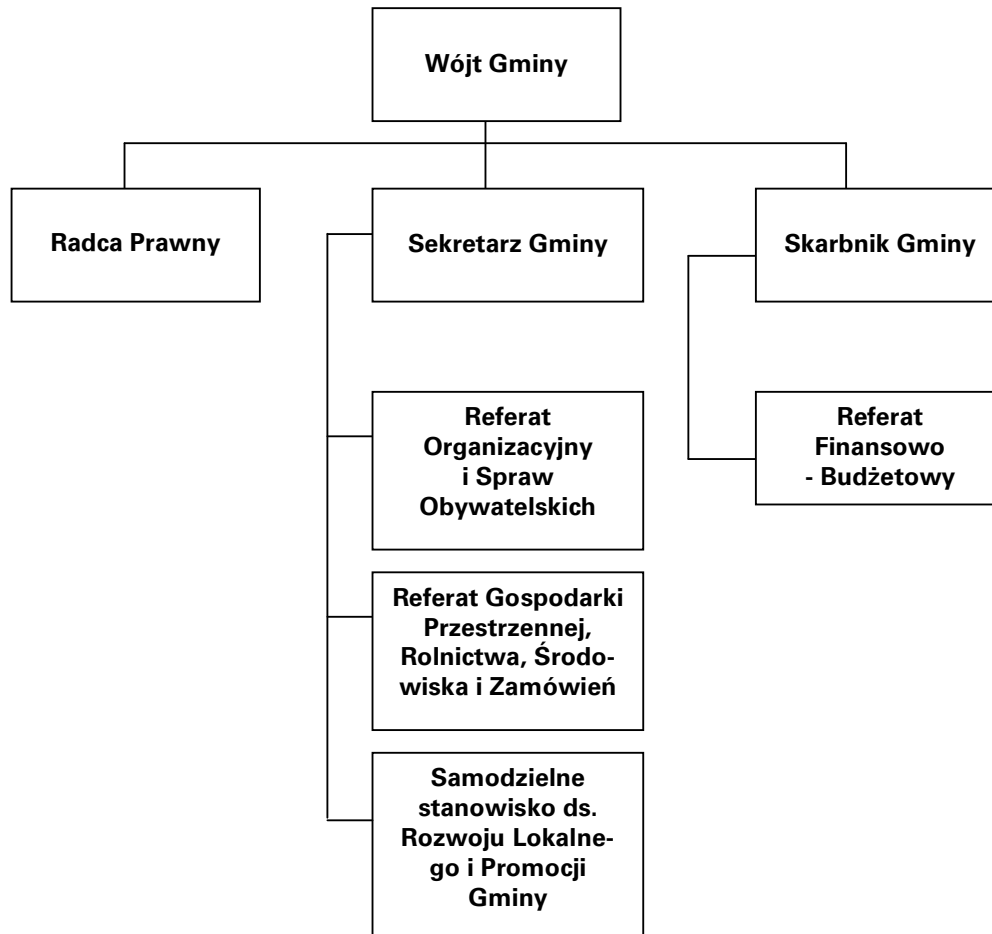 Wójt Gminy
Radca Prawny
Sekretarz Gminy
Skarbnik Gminy
Referat
Organizacyjny
i Spraw
Obywatelskich
Referat
Finansowo
- Budżetowy
Referat Gospodarki
Przestrzennej,
Rolnictwa, Środo-
wiska i Zamówień
Samodzielne
stanowisko ds.
Rozwoju Lokalne-
go i Promocji
Gminy